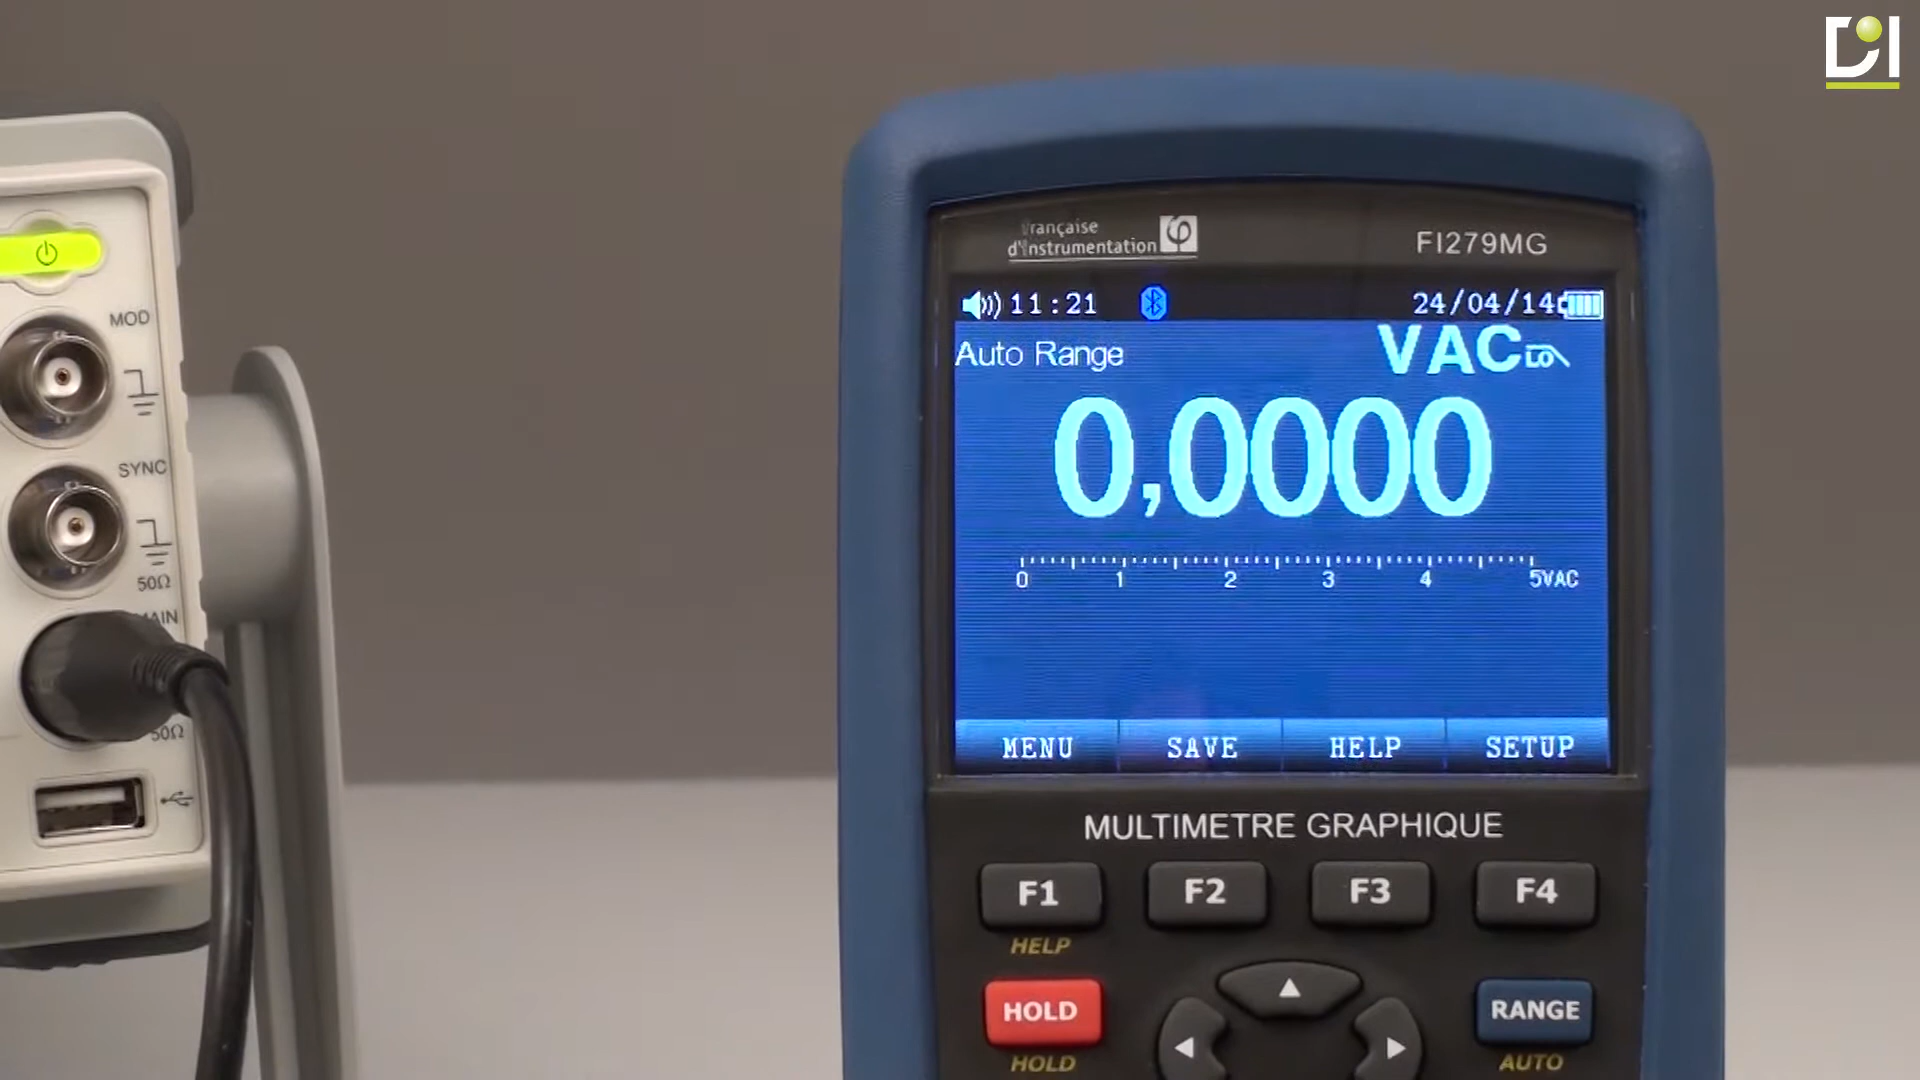 DI
Française
d'Instrumentation
FI279MG
11:21
24/04/14
Auto Range
VAC LO
0,0000
0 1 2 3 4 5VAC
MENU SAVE HELP SETUP
MULTIMETRE GRAPHIQUE
F1 F2 F3 F4
HELP
HOLD
RANGE
HOLD
AUTO
MOD
SYNC
50Ω
MAIN
50Ω